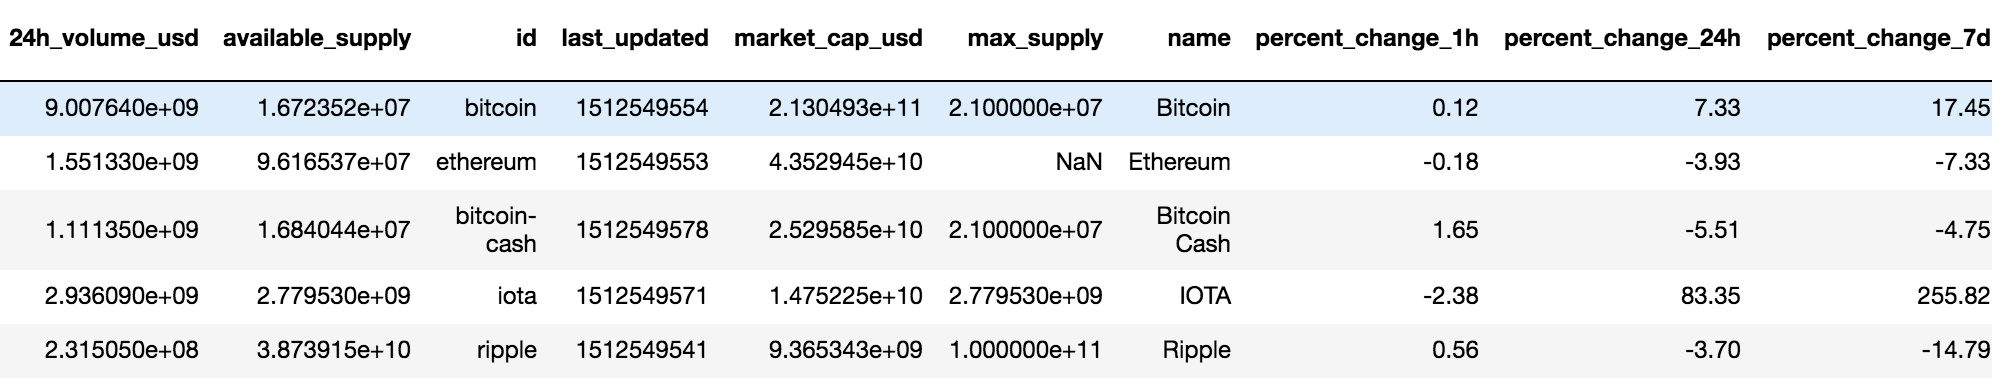 24h_volume_usd available_supply id last_updated market_cap_usd max_supply name percent_change_1h percent_change_24h percent_change_7d
9.007640e+09 1.672352e+07 bitcoin 1512549554 2.130493e+11 2.100000e+07 Bitcoin 0.12 7.33 17.45
1.551330e+09 9.616537e+07 ethereum 1512549553 4.352945e+10 NaN Ethereum -0.18 -3.93 -7.33
1.111350e+09 1.684044e+07 bitcoin-
cash 1512549578 2.529585e+10 2.100000e+07 Bitcoin
Cash 1.65 -5.51 -4.75
2.936090e+09 2.779530e+09 iota 1512549571 1.475225e+10 2.779530e+09 IOTA -2.38 83.35 255.82
2.315050e+08 3.873915e+10 ripple 1512549541 9.365343e+09 1.000000e+11 Ripple 0.56 -3.70 -14.79